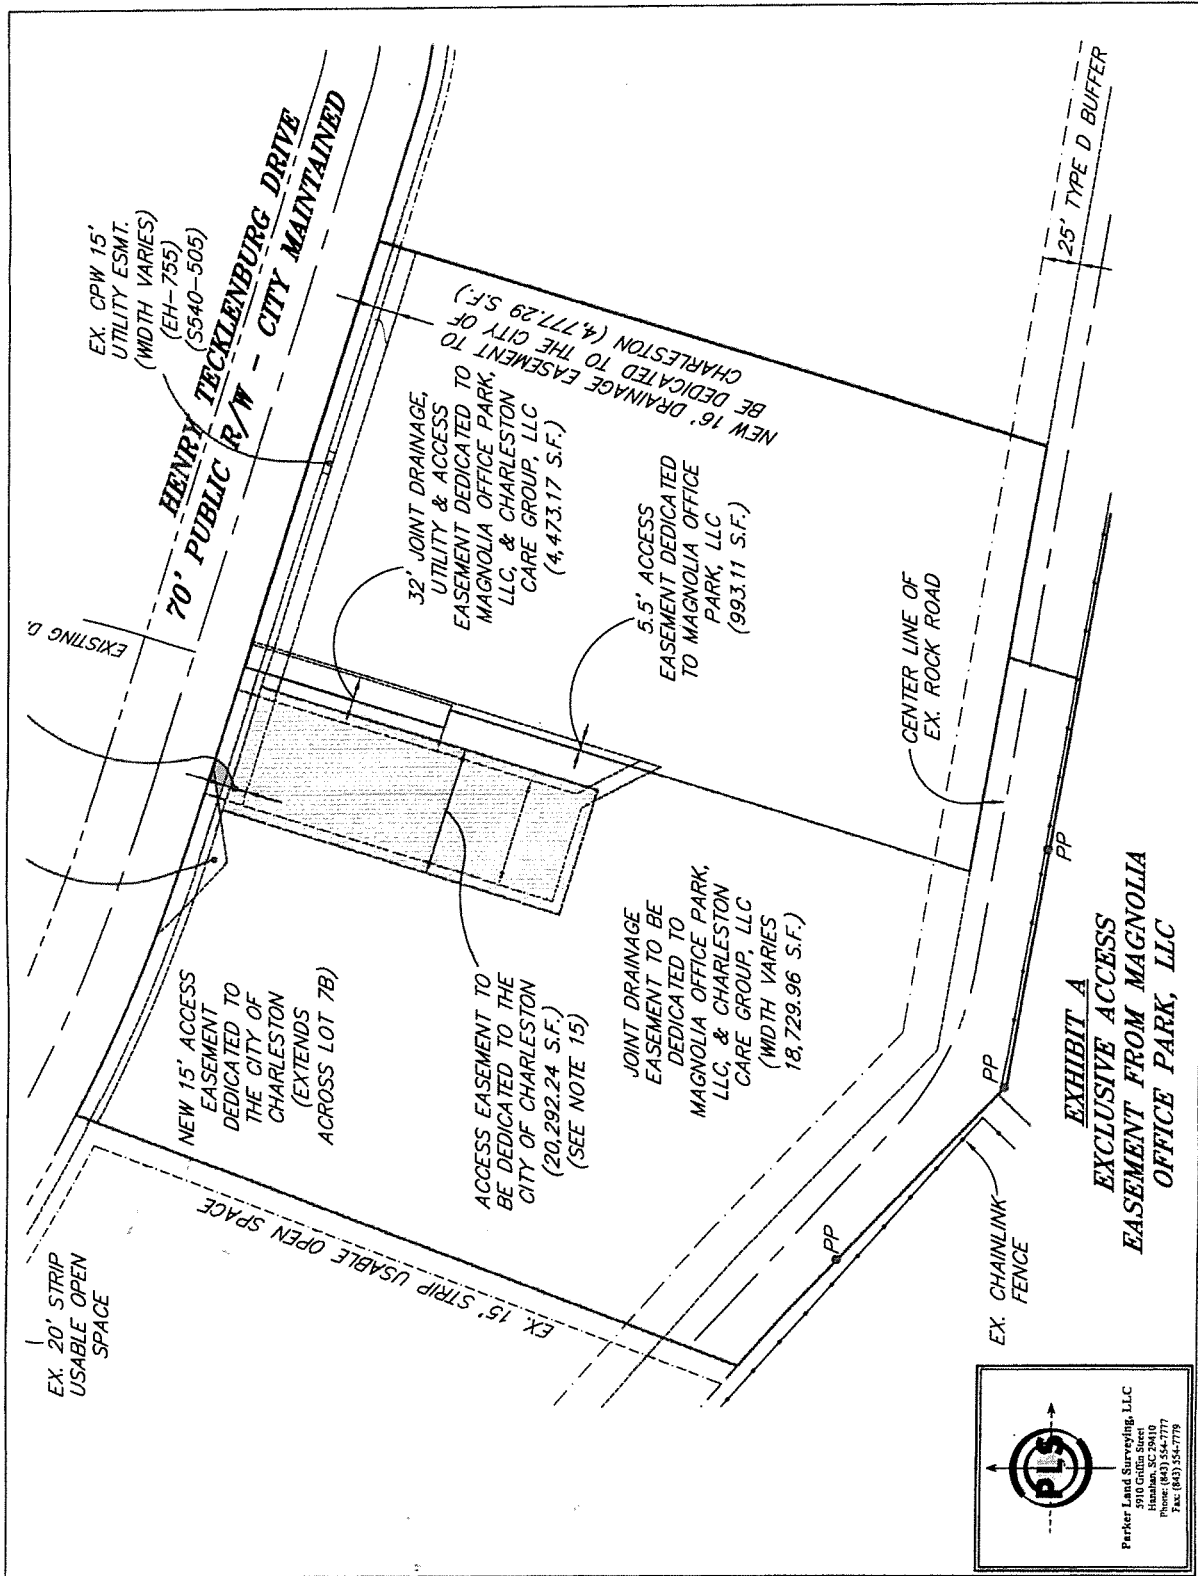 EX. 20' STRIP
USABLE OPEN
SPACE
EX. 15' STRIP USABLE OPEN SPACE
NEW 15' ACCESS
EASEMENT
DEDICATED TO
THE CITY OF
CHARLESTON
(EXTENDS
ACROSS LOT 7B)
EXISTING D.
EX. CPW 15'
UTILITY ESMT.
(WIDTH VARIES)
(EH-755)
(S540-505)
HENRY TECKLENBURG DRIVE
70' PUBLIC R/W - CITY MAINTAINED
ACCESS EASEMENT TO
BE DEDICATED TO THE
CITY OF CHARLESTON
(20,292.24 S.F.)
(SEE NOTE 15)
32' JOINT DRAINAGE,
UTILITY & ACCESS
EASEMENT DEDICATED TO
MAGNOLIA OFFICE PARK,
LLC, & CHARLESTON
CARE GROUP, LLC
(4,473.17 S.F.)
NEW 16' DRAINAGE EASEMENT TO
BE DEDICATED TO THE CITY OF
CHARLESTON (4,777.29 S.F.)
JOINT DRAINAGE
EASEMENT TO BE
DEDICATED TO
MAGNOLIA OFFICE PARK,
LLC, & CHARLESTON
CARE GROUP, LLC
(WIDTH VARIES
18,729.96 S.F.)
5.5' ACCESS
EASEMENT DEDICATED
TO MAGNOLIA OFFICE
PARK, LLC
(993.11 S.F.)
CENTER LINE OF
EX. ROCK ROAD
25' TYPE D BUFFER
PP
PP
PP
EX. CHAINLINK
FENCE
EXHIBIT A
EXCLUSIVE ACCESS
EASEMENT FROM MAGNOLIA
OFFICE PARK, LLC
PLS
Parker Land Surveying, LLC
5910 Griffin Street
Hanahan, SC 29410
Phone: (843) 554-7777
Fax: (843) 554-7779